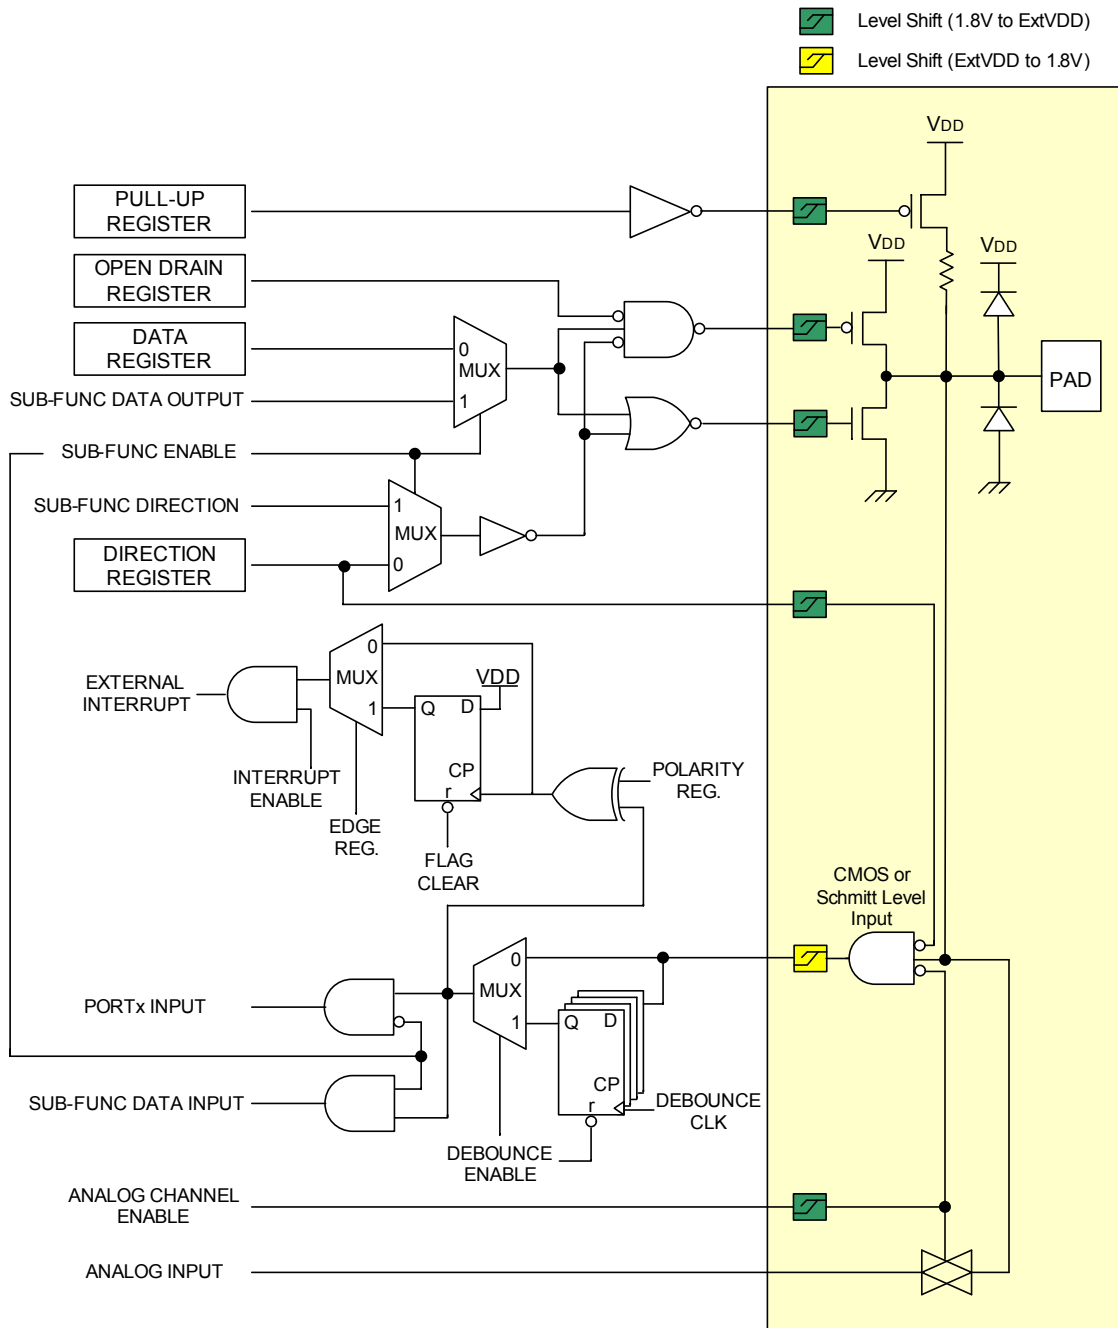 Level Shift (1.8V to ExtVDD)
Level Shift (ExtVDD to 1.8V)
VDD
PULL-UP
REGISTER
VDD
VDD
OPEN DRAIN
REGISTER
DATA
REGISTER
0
MUX
1
PAD
SUB-FUNC DATA OUTPUT
SUB-FUNC ENABLE
SUB-FUNC DIRECTION
1
MUX
0
DIRECTION
REGISTER
0
MUX
1
VDD
EXTERNAL
INTERRUPT
Q
D
CP
r
POLARITY
REG.
INTERRUPT
ENABLE
EDGE
REG.
FLAG
CLEAR
CMOS or
Schmitt Level
Input
0
MUX
1
PORTx INPUT
Q
D
CP
r
SUB-FUNC DATA INPUT
DEBOUNCE
CLK
DEBOUNCE
ENABLE
ANALOG CHANNEL
ENABLE
ANALOG INPUT